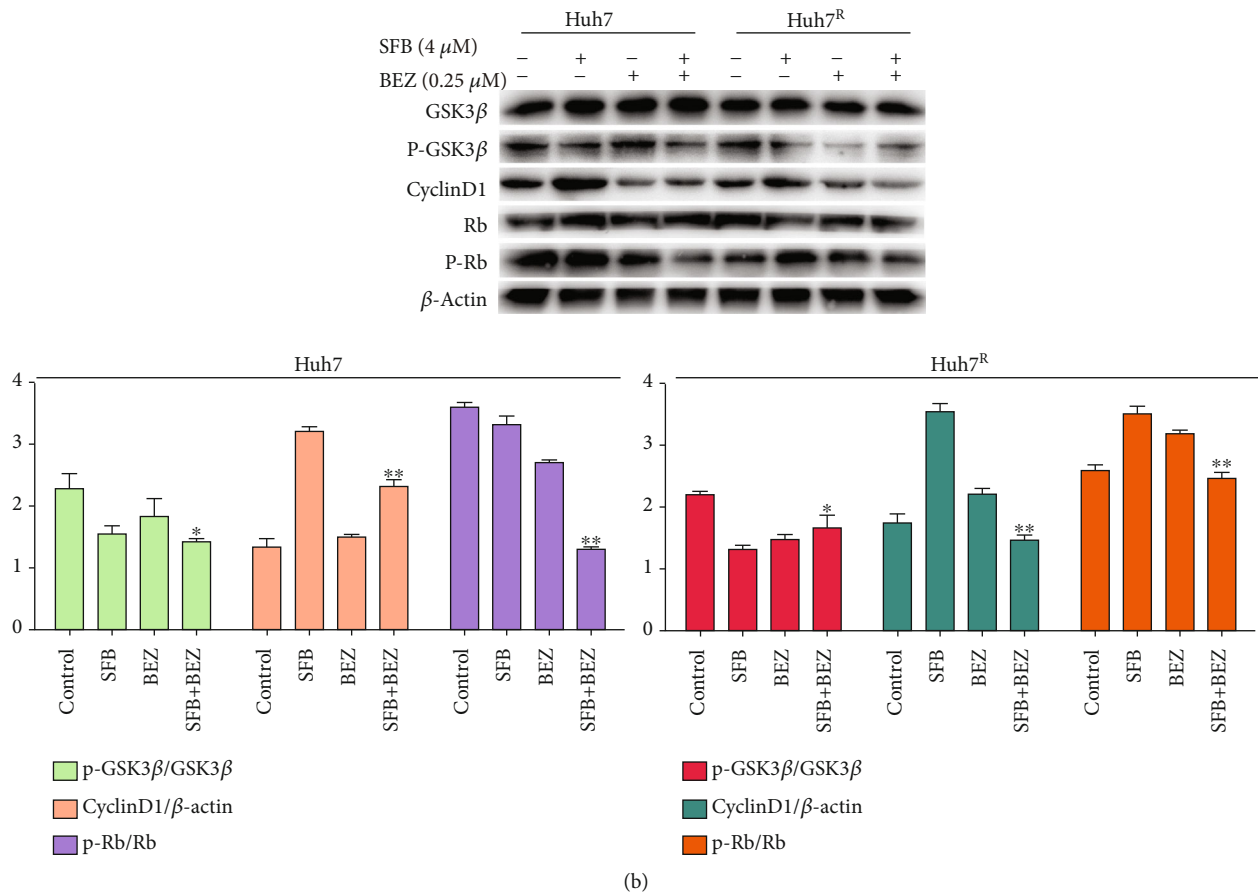 Huh7 Huh7ᴿ
SFB (4 μM) − + − + − + − +
BEZ (0.25 μM) − − + + − − + +
GSK3β
P-GSK3β
CyclinD1
Rb
P-Rb
β-Actin
Huh7
4
3
2
1
0
* ** **
Control SFB BEZ SFB+BEZ Control SFB BEZ SFB+BEZ Control SFB BEZ SFB+BEZ
p-GSK3β/GSK3β
CyclinD1/β-actin
p-Rb/Rb
Huh7ᴿ
4
3
2
1
0
* ** **
Control SFB BEZ SFB+BEZ Control SFB BEZ SFB+BEZ Control SFB BEZ SFB+BEZ
p-GSK3β/GSK3β
CyclinD1/β-actin
p-Rb/Rb
(b)